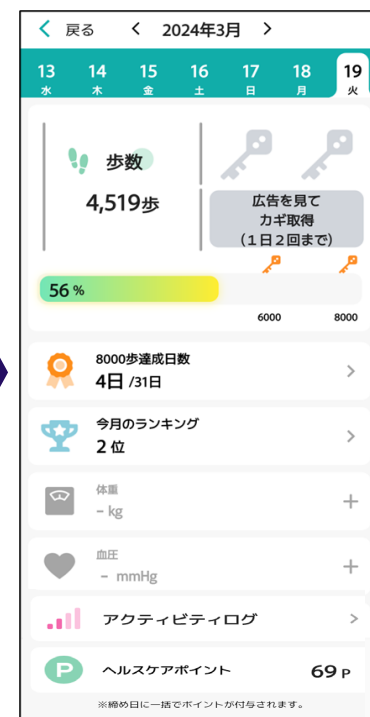 戻る
2024年3月
13 14 15 16 17 18 19
水 木 金 土 日 月 火
歩数
4,519歩
広告を見て
カギ取得
(1日2回まで)
56 %
6000 8000
8000歩達成日数
4日 /31日
今月のランキング
2 位
体重
- kg
血圧
- mmHg
アクティビティログ
P ヘルスケアポイント 69 P
※締め日に一括でポイントが付与されます。